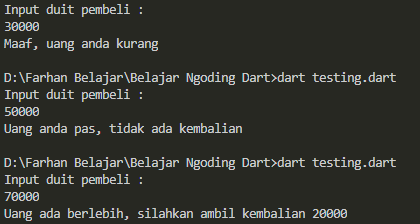 Input duit pembeli :
30000
Maaf, uang anda kurang
D:\Farhan Belajar\Belajar Ngoding Dart>dart testing.dart
Input duit pembeli :
50000
Uang anda pas, tidak ada kembalian
D:\Farhan Belajar\Belajar Ngoding Dart>dart testing.dart
Input duit pembeli :
70000
Uang ada berlebih, silahkan ambil kembalian 20000